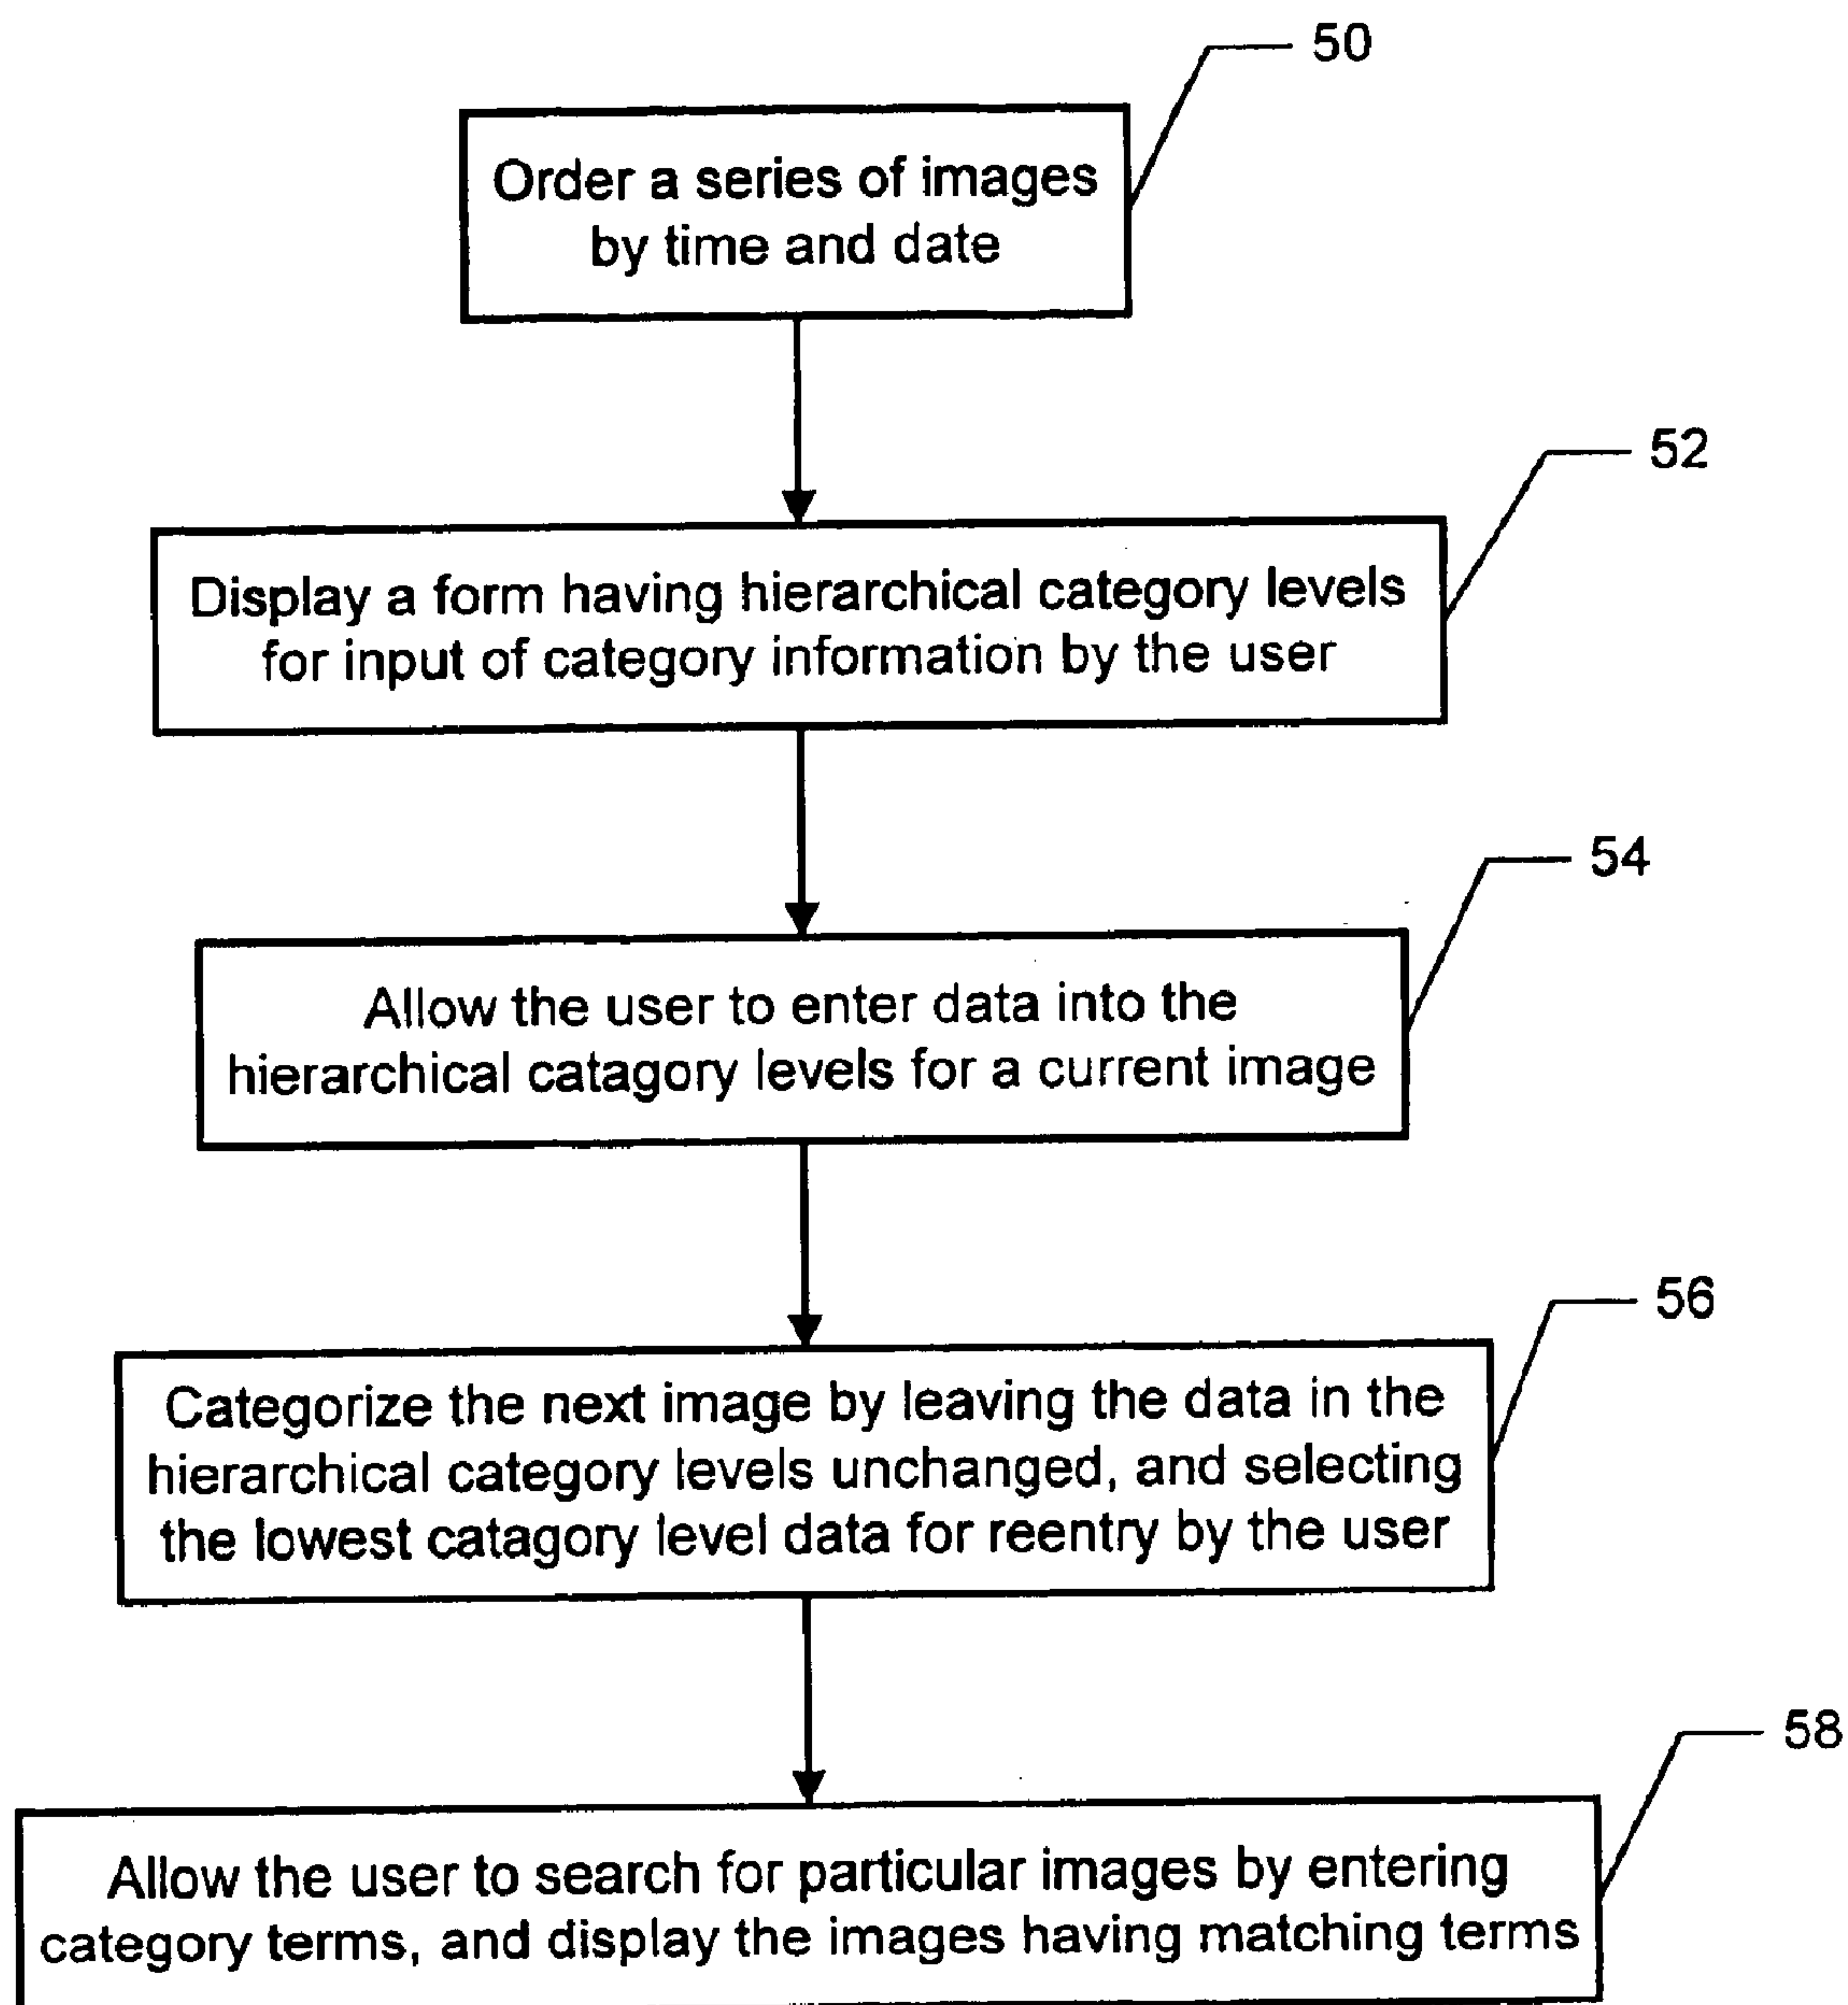 50
Order a series of images
by time and date
52
Display a form having hierarchical category levels
for input of category information by the user
54
Allow the user to enter data into the
hierarchical catagory levels for a current image
56
Categorize the next image by leaving the data in the
hierarchical category levels unchanged, and selecting
the lowest catagory level data for reentry by the user
58
Allow the user to search for particular images by entering
category terms, and display the images having matching terms